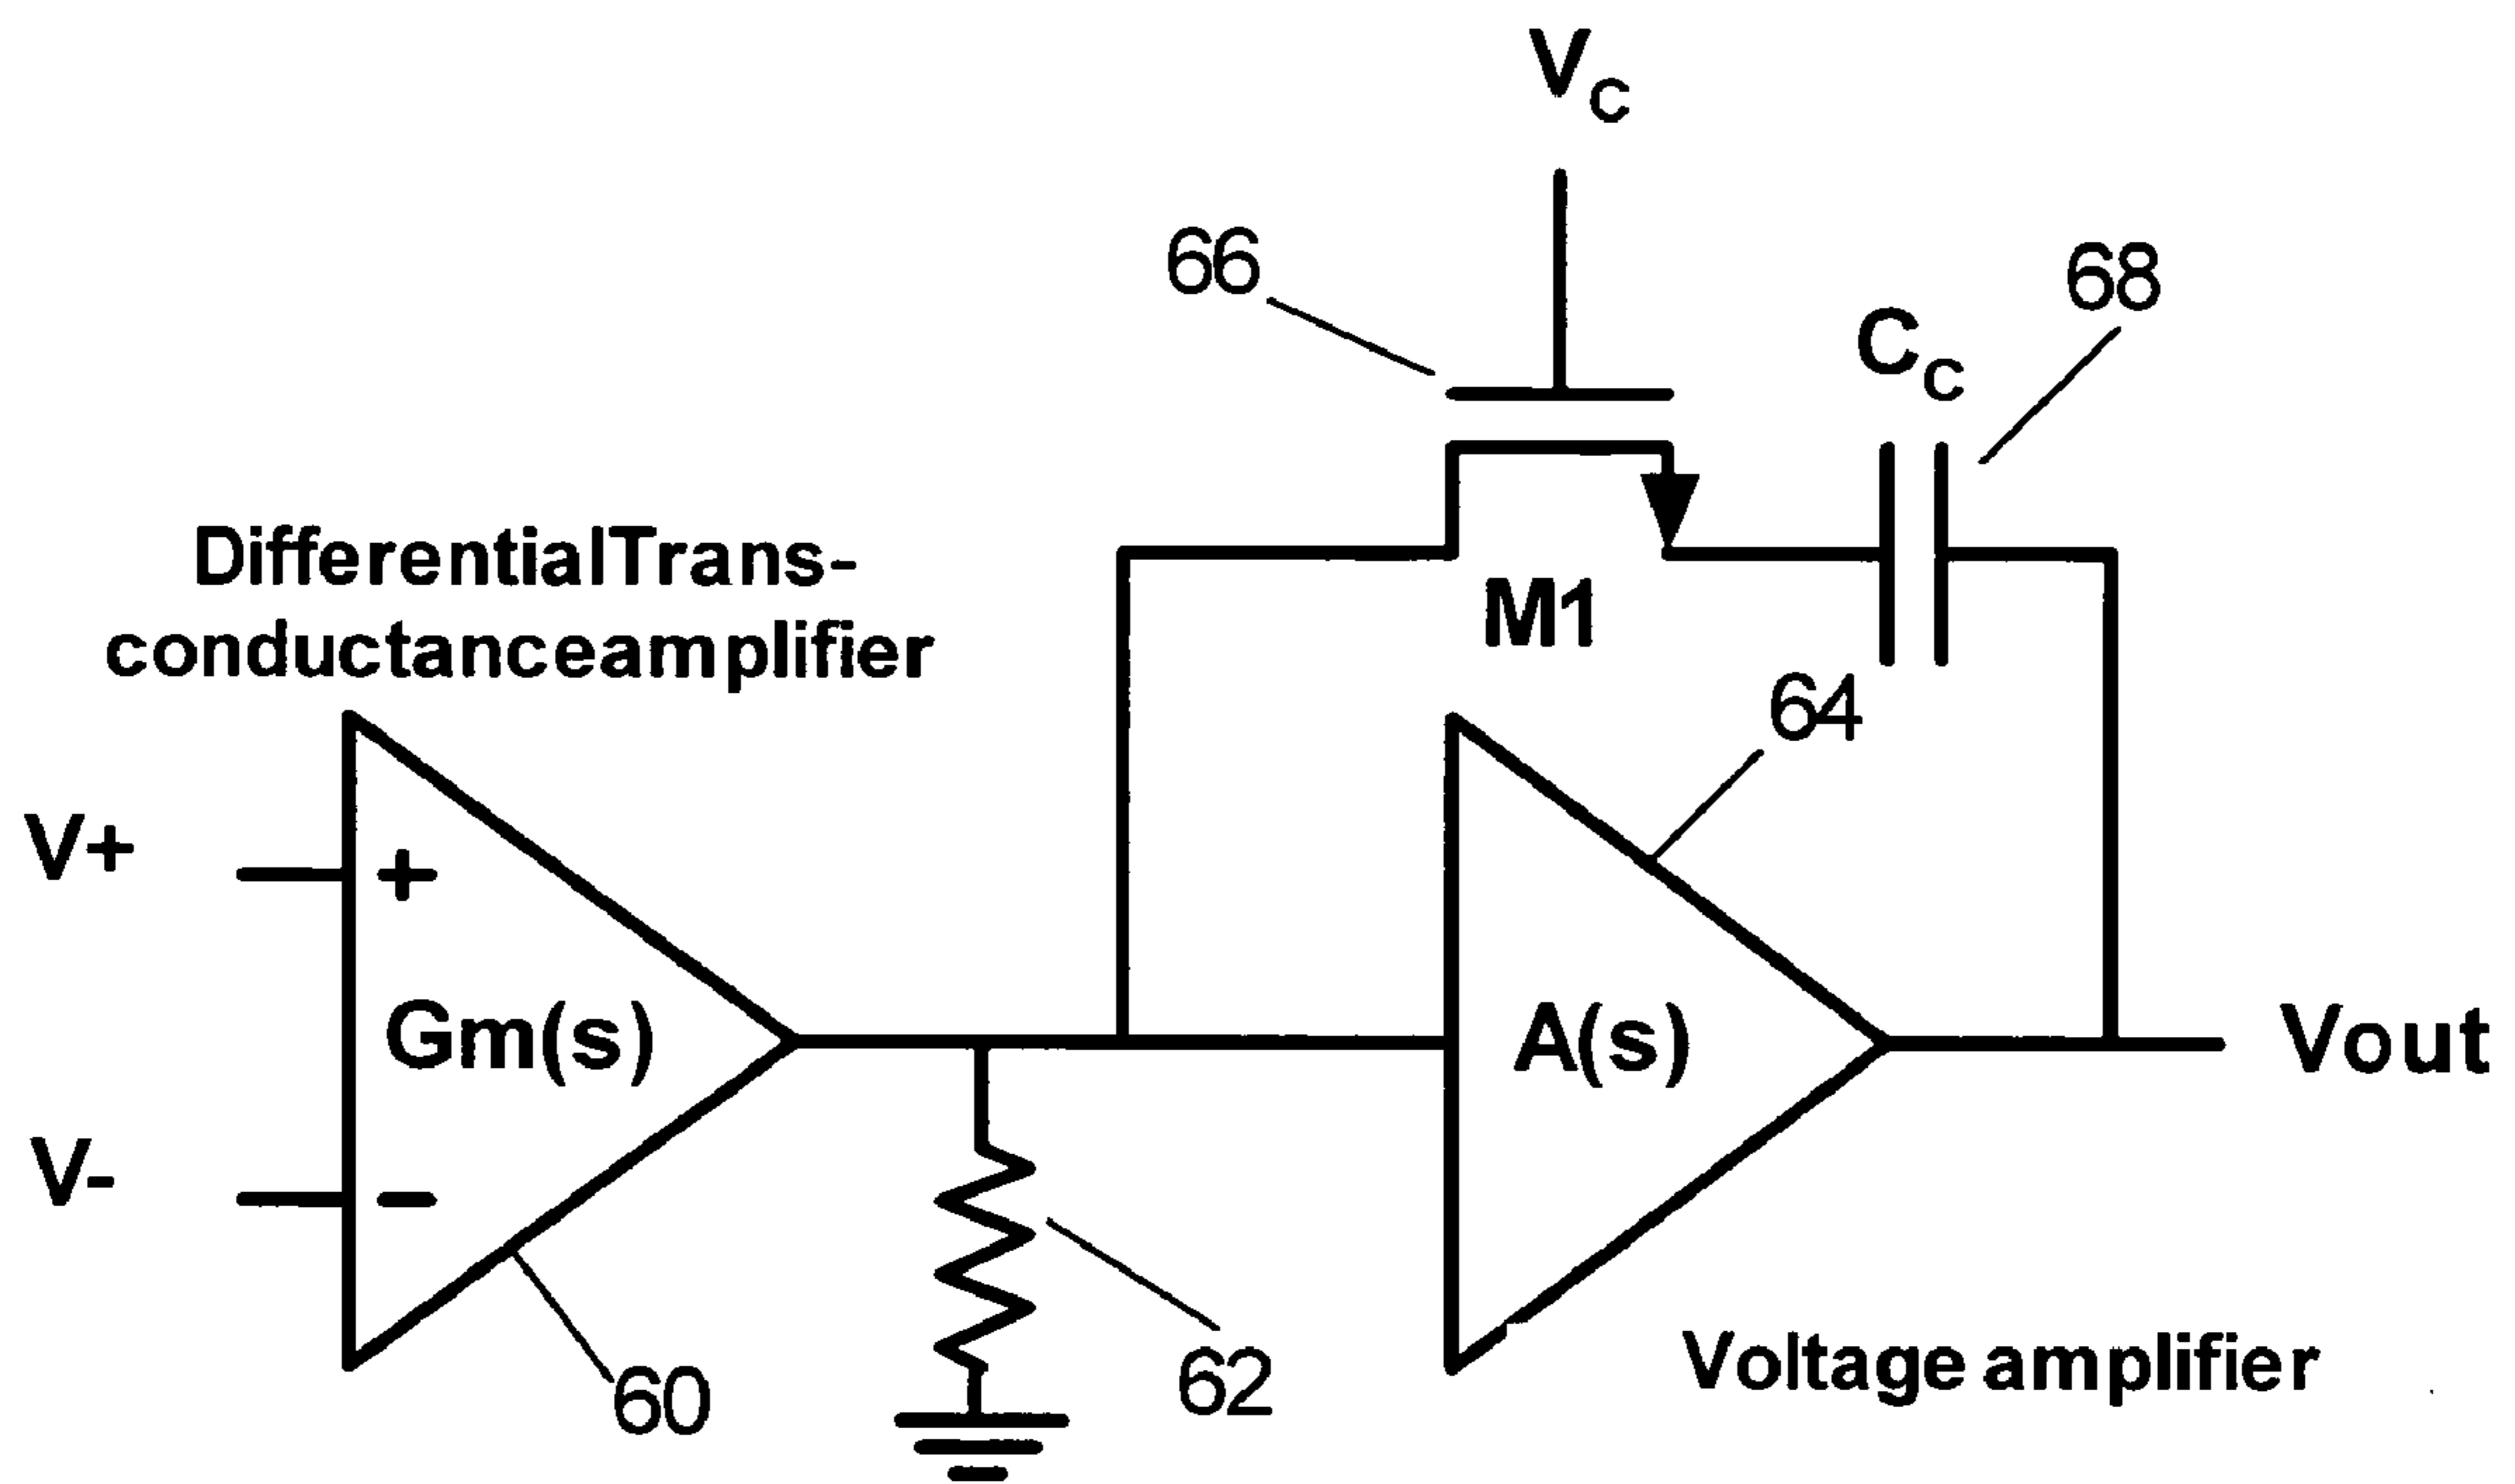 VC
66
68
CC
DifferentialTrans-
conductanceamplifier
M1
64
V+
+
Gm(s)
A(s)
Vout
V-
−
60
62
Voltage amplifier